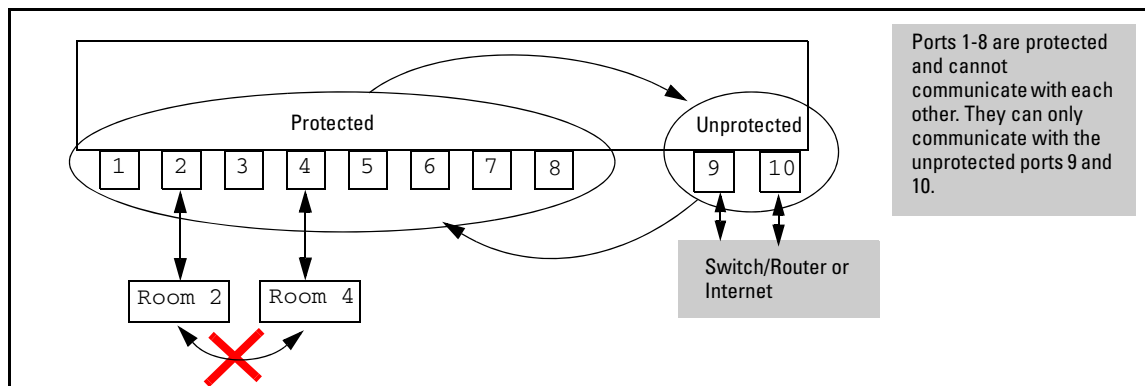 Protected
Unprotected
1 2 3 4 5 6 7 8 9 10
Room 2 Room 4
Switch/Router or
Internet
Ports 1-8 are protected
and cannot
communicate with each
other. They can only
communicate with the
unprotected ports 9 and
10.